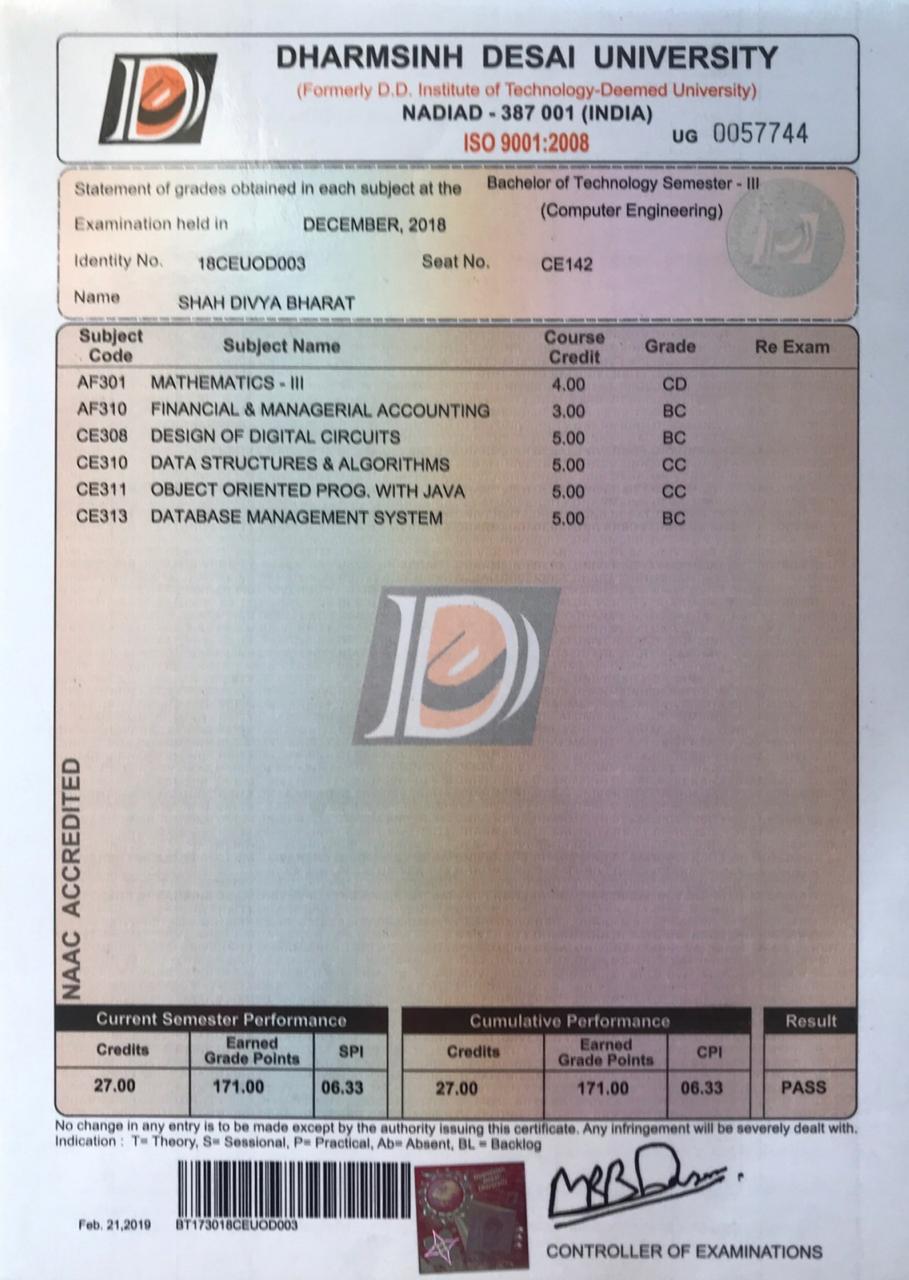 DHARMSINH DESAI UNIVERSITY
(Formerly D.D. Institute of Technology-Deemed University)
NADIAD - 387 001 (INDIA)
ISO 9001:2008
UG 0057744
Statement of grades obtained in each subject at the Bachelor of Technology Semester - III
(Computer Engineering)
Examination held in DECEMBER, 2018
Identity No. 18CEUOD003 Seat No. CE142
Name SHAH DIVYA BHARAT
Subject Code Subject Name Course Credit Grade Re Exam
AF301 MATHEMATICS - III 4.00 CD
AF310 FINANCIAL & MANAGERIAL ACCOUNTING 3.00 BC
CE308 DESIGN OF DIGITAL CIRCUITS 5.00 BC
CE310 DATA STRUCTURES & ALGORITHMS 5.00 CC
CE311 OBJECT ORIENTED PROG. WITH JAVA 5.00 CC
CE313 DATABASE MANAGEMENT SYSTEM 5.00 BC
NAAC ACCREDITED
Current Semester Performance Cumulative Performance Result
Credits Earned Grade Points SPI Credits Earned Grade Points CPI
27.00 171.00 06.33 27.00 171.00 06.33 PASS
No change in any entry is to be made except by the authority issuing this certificate. Any infringement will be severely dealt with.
Indication : T= Theory, S= Sessional, P= Practical, Ab= Absent, BL = Backlog
Feb. 21,2019 BT173018CEUOD003
CONTROLLER OF EXAMINATIONS